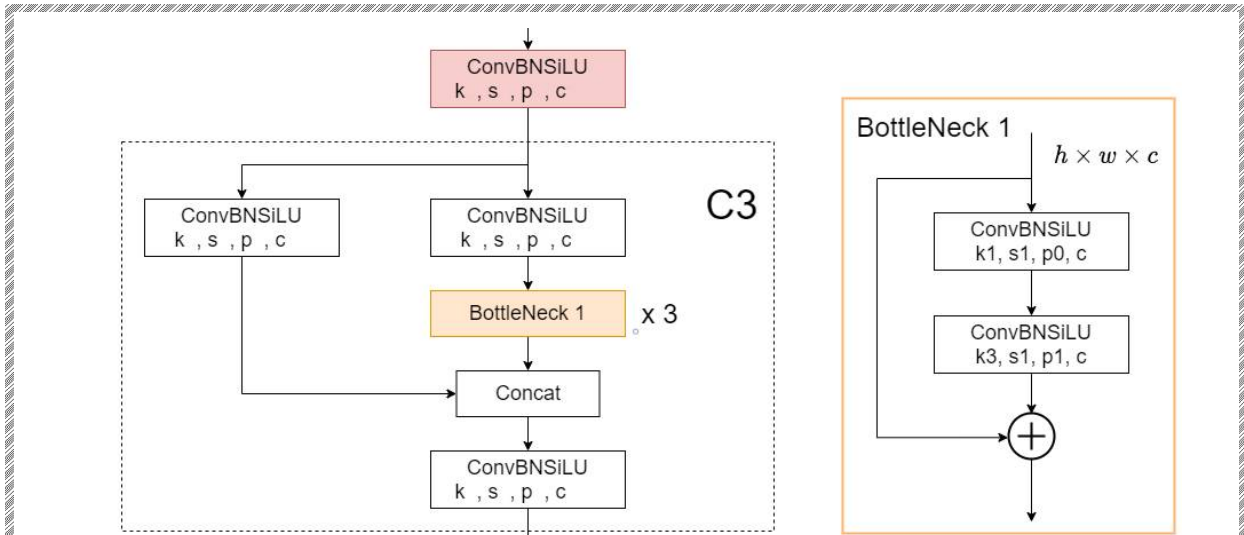 ConvBNSiLU
k , s , p , c
C3
ConvBNSiLU
k , s , p , c
ConvBNSiLU
k , s , p , c
BottleNeck 1
x 3
Concat
ConvBNSiLU
k , s , p , c
BottleNeck 1
h × w × c
ConvBNSiLU
k1, s1, p0, c
ConvBNSiLU
k3, s1, p1, c
+